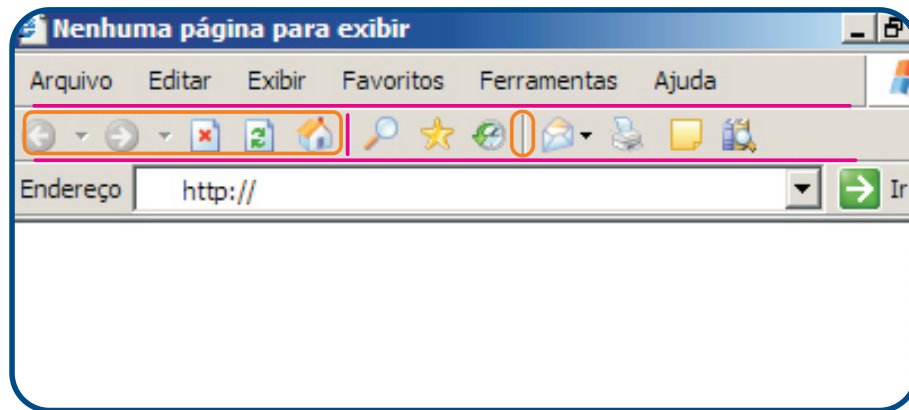 Nenhuma página para exibir
Arquivo Editar Exibir Favoritos Ferramentas Ajuda
Endereço http:// Ir